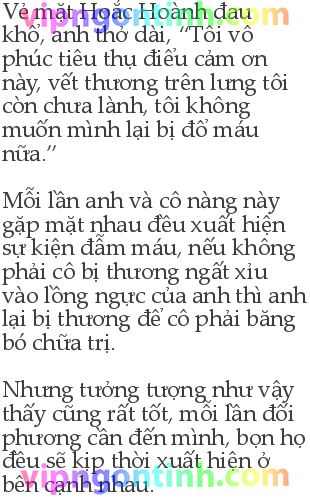 vipngontinh.com
Vẻ mặt Hoắc Hoành đau
khổ, anh thở dài, “Tôi vô
phúc tiêu thụ điểu cảm ơn
này, vết thương trên lưng tôi
còn chưa lành, tôi không
muốn mình lại bị đổ máu
nữa.”
Mỗi lần anh và cô nàng này
gặp mặt nhau đều xuất hiện
sự kiện đẫm máu, nếu không
phải cô bị thương ngất xỉu
vào lồng ngực của anh thì anh
lại bị thương để cô phải băng
bó chữa trị.
Nhưng tưởng tượng như vậy
thấy cũng rất tốt, mỗi lần đối
phương cần đến mình, bọn họ
đều sẽ kịp thời xuất hiện ở
bên cạnh nhau.
vipngontinh.com